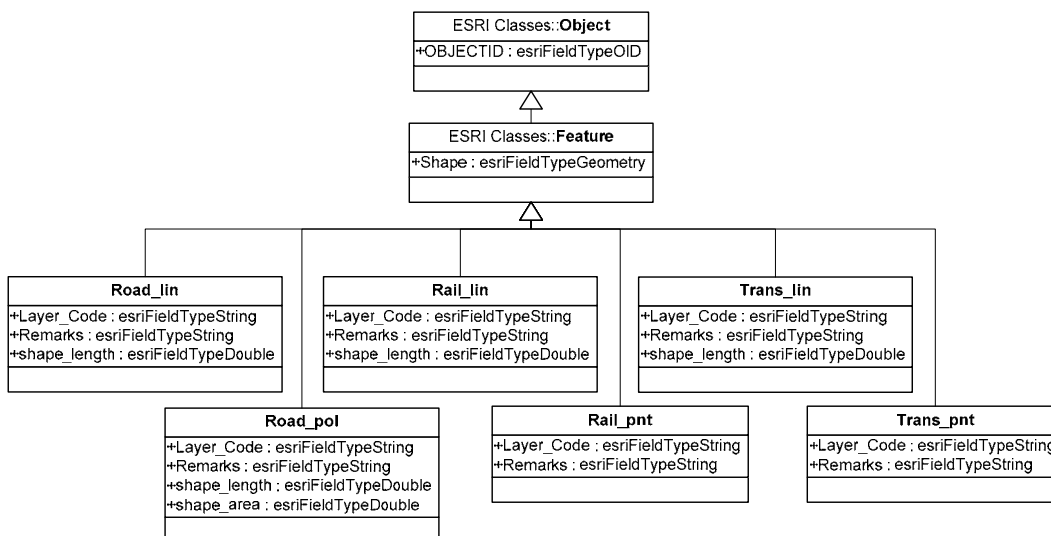 ESRI Classes::Object
+OBJECTID : esriFieldTypeOID
ESRI Classes::Feature
+Shape : esriFieldTypeGeometry
Road_lin
+Layer_Code : esriFieldTypeString
+Remarks : esriFieldTypeString
+shape_length : esriFieldTypeDouble
Rail_lin
+Layer_Code : esriFieldTypeString
+Remarks : esriFieldTypeString
+shape_length : esriFieldTypeDouble
Trans_lin
+Layer_Code : esriFieldTypeString
+Remarks : esriFieldTypeString
+shape_length : esriFieldTypeDouble
Road_pol
+Layer_Code : esriFieldTypeString
+Remarks : esriFieldTypeString
+shape_length : esriFieldTypeDouble
+shape_area : esriFieldTypeDouble
Rail_pnt
+Layer_Code : esriFieldTypeString
+Remarks : esriFieldTypeString
Trans_pnt
+Layer_Code : esriFieldTypeString
+Remarks : esriFieldTypeString